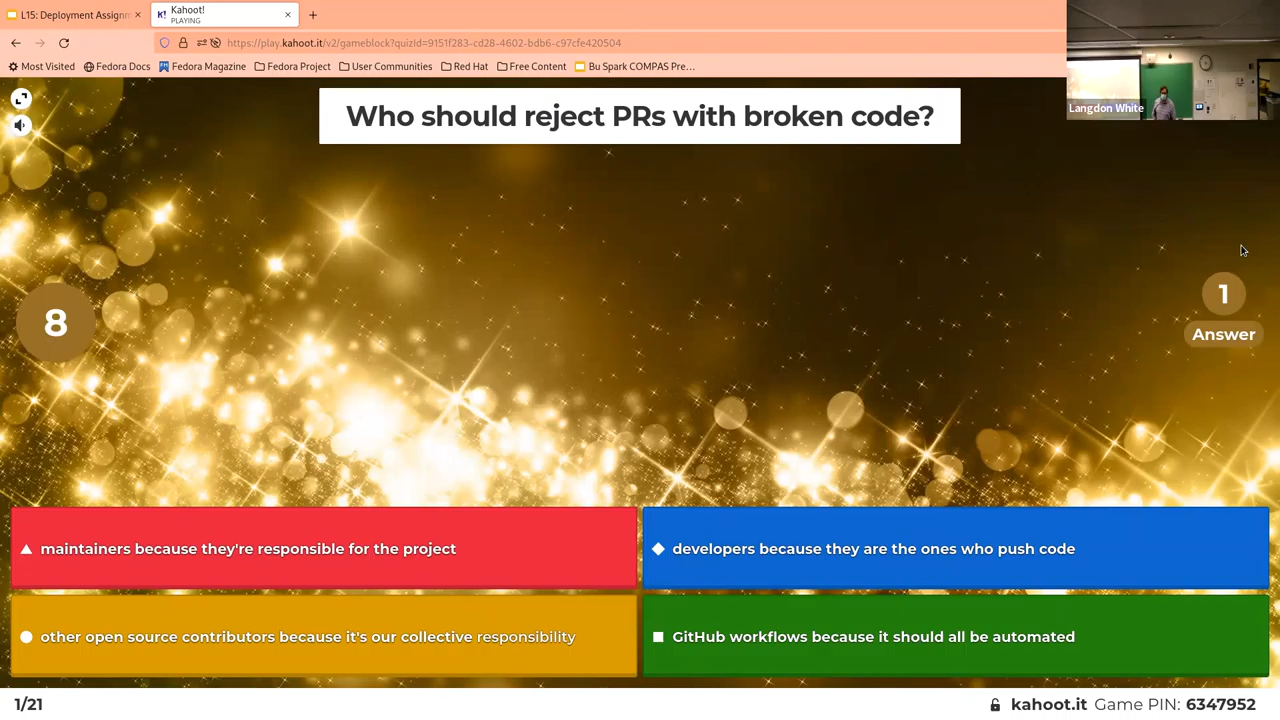 L15: Deployment Assignm
Kahoot!
PLAYING
https://play.kahoot.it/v2/gameblock?quizId=9151f283-cd28-4602-bdb6-c97cfe420504
Most Visited
Fedora Docs
Fedora Magazine
Fedora Project
User Communities
Red Hat
Free Content
Bu Spark COMPAS Pre…
Langdon White
Who should reject PRs with broken code?
8
1
Answer
maintainers because they're responsible for the project
developers because they are the ones who push code
other open source contributors because it's our collective responsibility
GitHub workflows because it should all be automated
1/21
kahoot.it Game PIN: 6347952